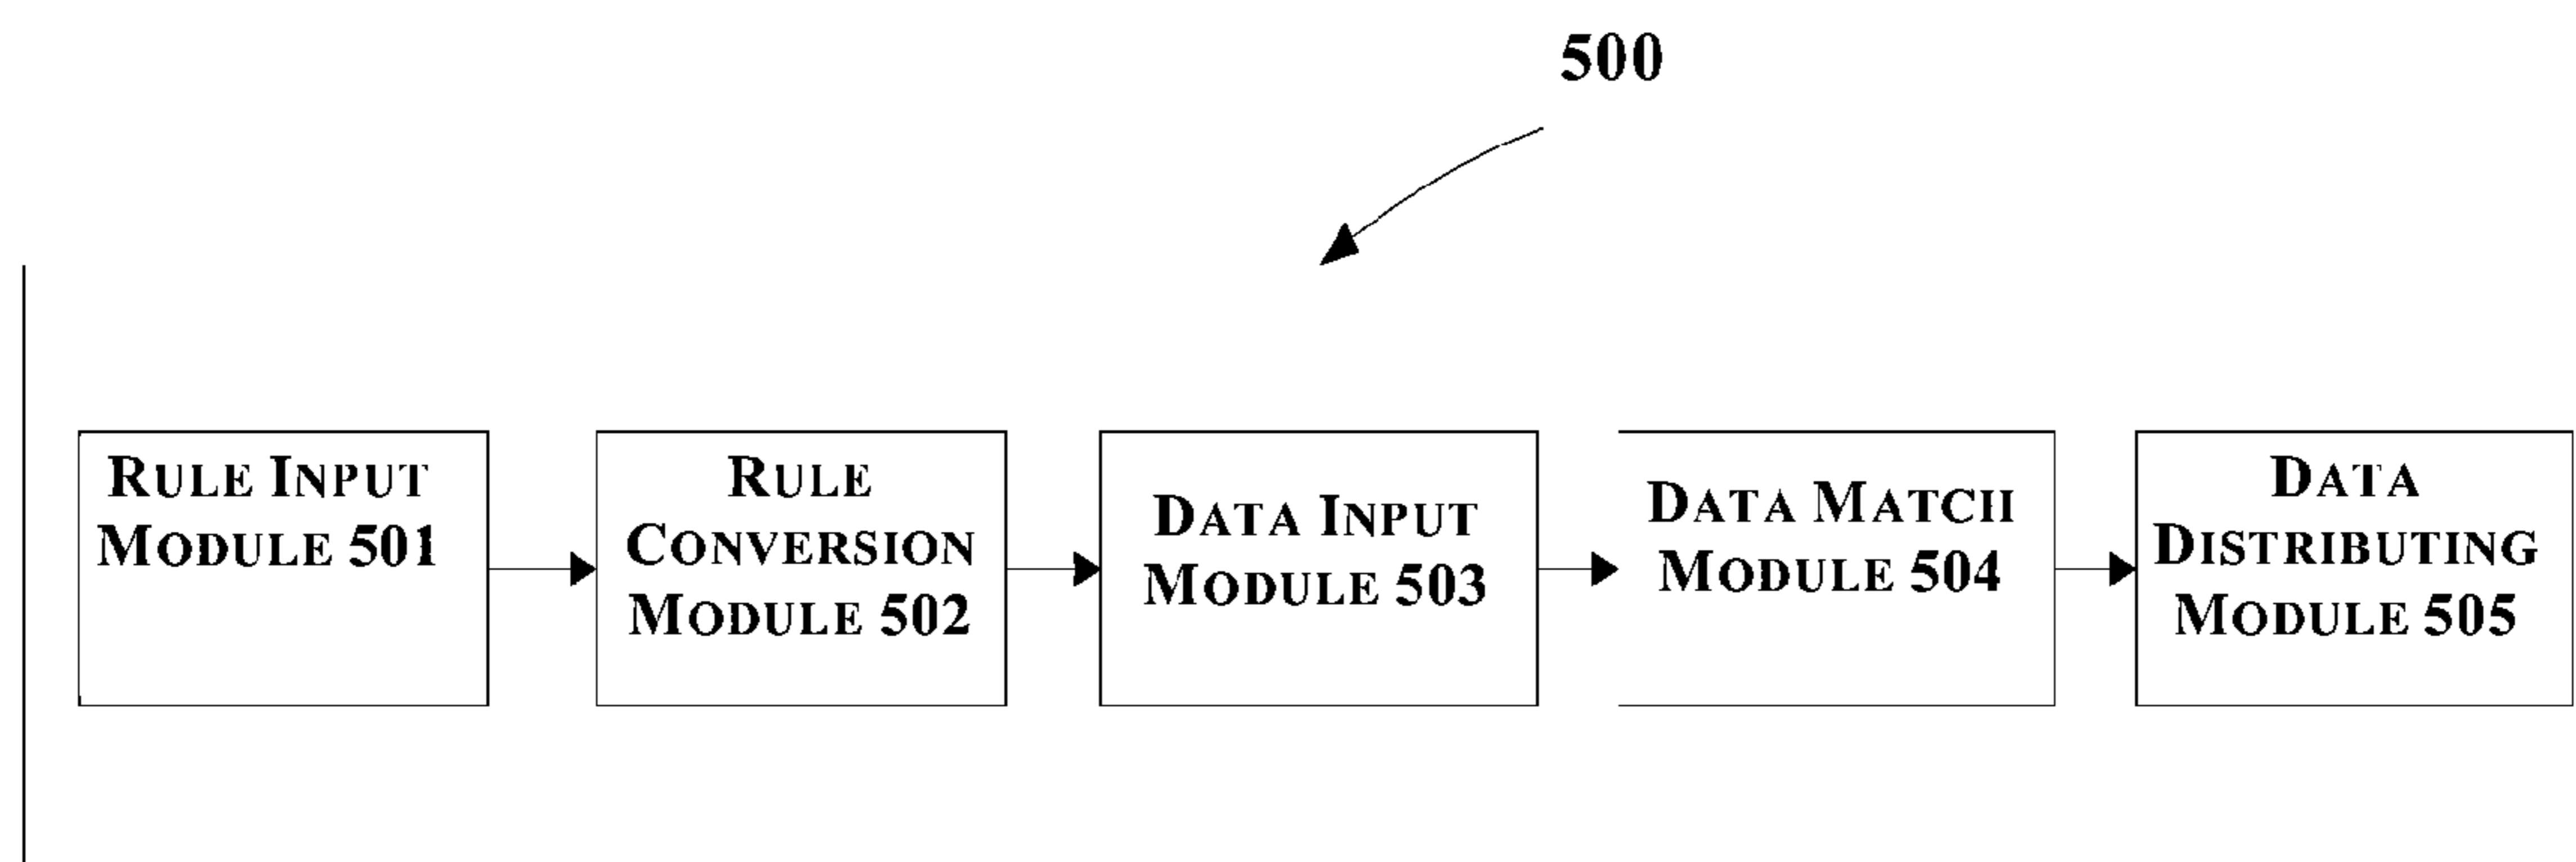 500
RULE INPUT
MODULE 501
RULE
CONVERSION
MODULE 502
DATA INPUT
MODULE 503
DATA MATCH
MODULE 504
DATA
DISTRIBUTING
MODULE 505